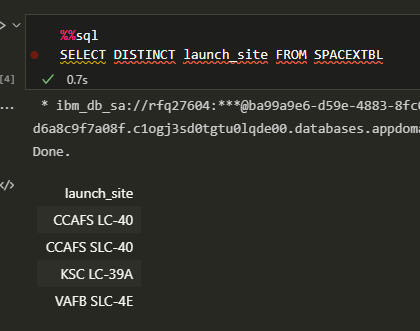 %%sql
SELECT DISTINCT launch_site FROM SPACEXTBL
[4]
0.7s
...
* ibm_db_sa://rfq27604:***@ba99a9e6-d59e-4883-8fc
d6a8c9f7a08f.c1ogj3sd0tgtu0lqde00.databases.appdoma
Done.
</>
launch_site
CCAFS LC-40
CCAFS SLC-40
KSC LC-39A
VAFB SLC-4E